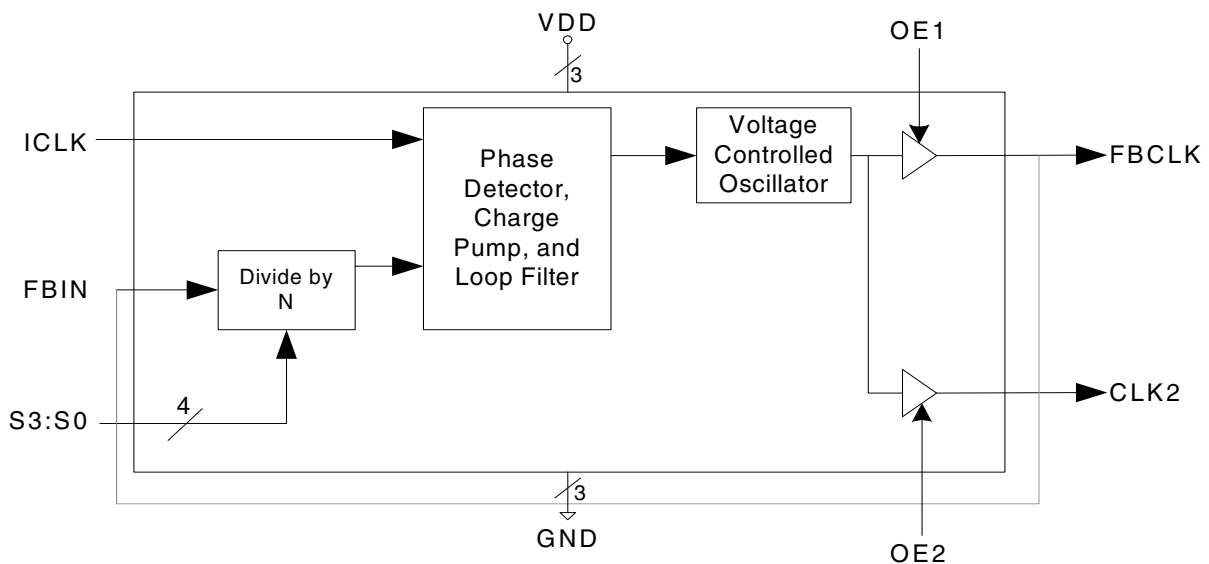 VDD
3
OE1
ICLK
Phase
Detector,
Charge
Pump, and
Loop Filter
Voltage
Controlled
Oscillator
FBCLK
FBIN
Divide by
N
S3:S0
4
CLK2
3
GND
OE2